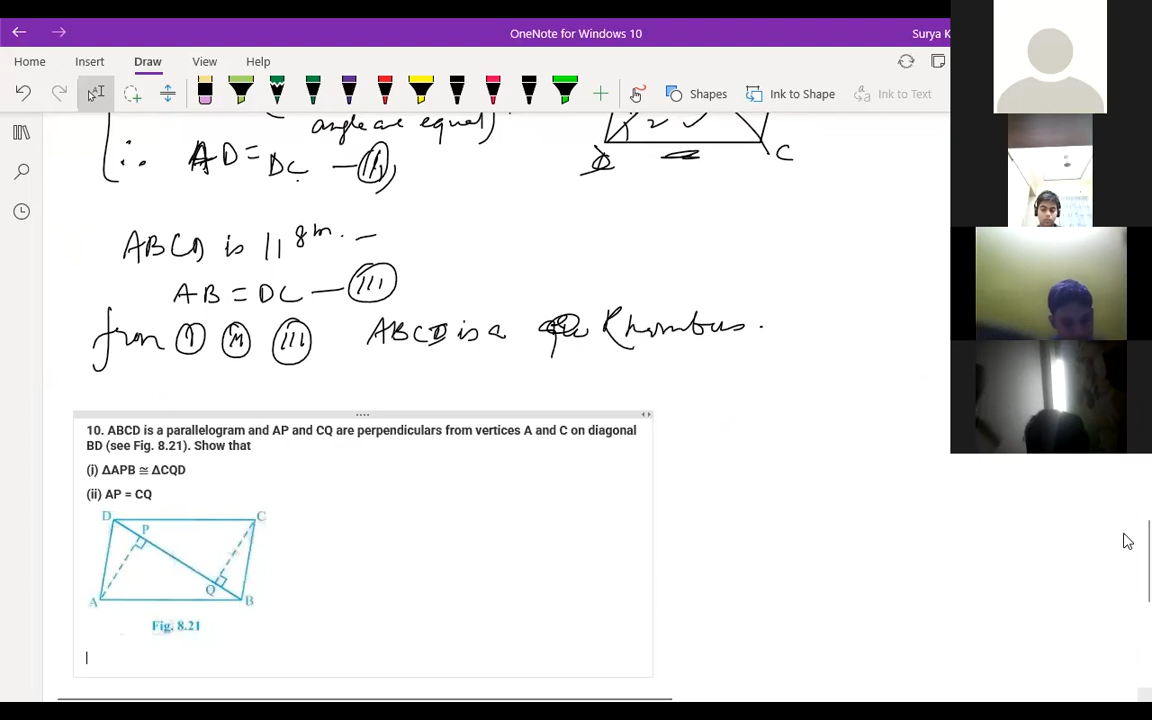 OneNote for Windows 10
Surya K
Home Insert Draw View Help
Shapes Ink to Shape Ink to Text
angle are equal)
∴ AD = DC — (II)
C
ABCD is ||gm. —
AB = DC — (III)
from (I) (II) (III) ABCD is a Rhombus.
10. ABCD is a parallelogram and AP and CQ are perpendiculars from vertices A and C on diagonal
BD (see Fig. 8.21). Show that
(i) ΔAPB ≅ ΔCQD
(ii) AP = CQ
D C
P
Q
A B
Fig. 8.21